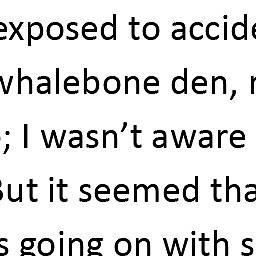 exposed to accide
whalebone den, r
; I wasn’t aware
But it seemed tha
s going on with s